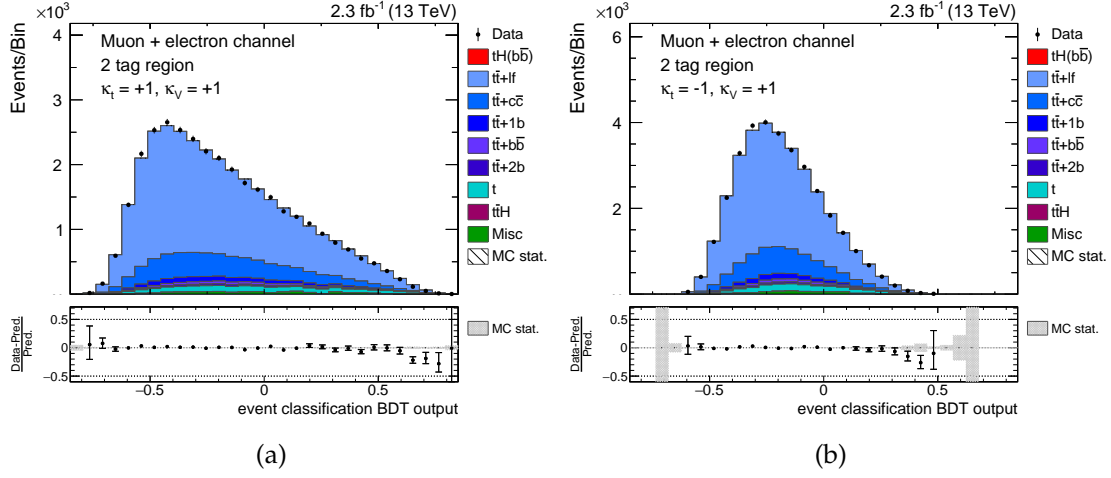 ×10³ 2.3 fb⁻¹ (13 TeV)
Events/Bin
Muon + electron channel
2 tag region
κt = +1, κV = +1
3
2
1
0
Data
tH(bb̄)
tt̄+lf
tt̄+cc̄
tt̄+1b
tt̄+bb̄
tt̄+2b
t
tt̄H
Misc
MC stat.
Data-Pred.
Pred.
0.5
0
−0.5
MC stat.
−0.5 0 0.5
event classification BDT output
(a)
×10³ 2.3 fb⁻¹ (13 TeV)
Events/Bin
Muon + electron channel
2 tag region
κt = -1, κV = +1
6
4
2
0
Data
tH(bb̄)
tt̄+lf
tt̄+cc̄
tt̄+1b
tt̄+bb̄
tt̄+2b
t
tt̄H
Misc
MC stat.
Data-Pred.
Pred.
0.5
0
−0.5
MC stat.
−0.5 0 0.5
event classification BDT output
(b)